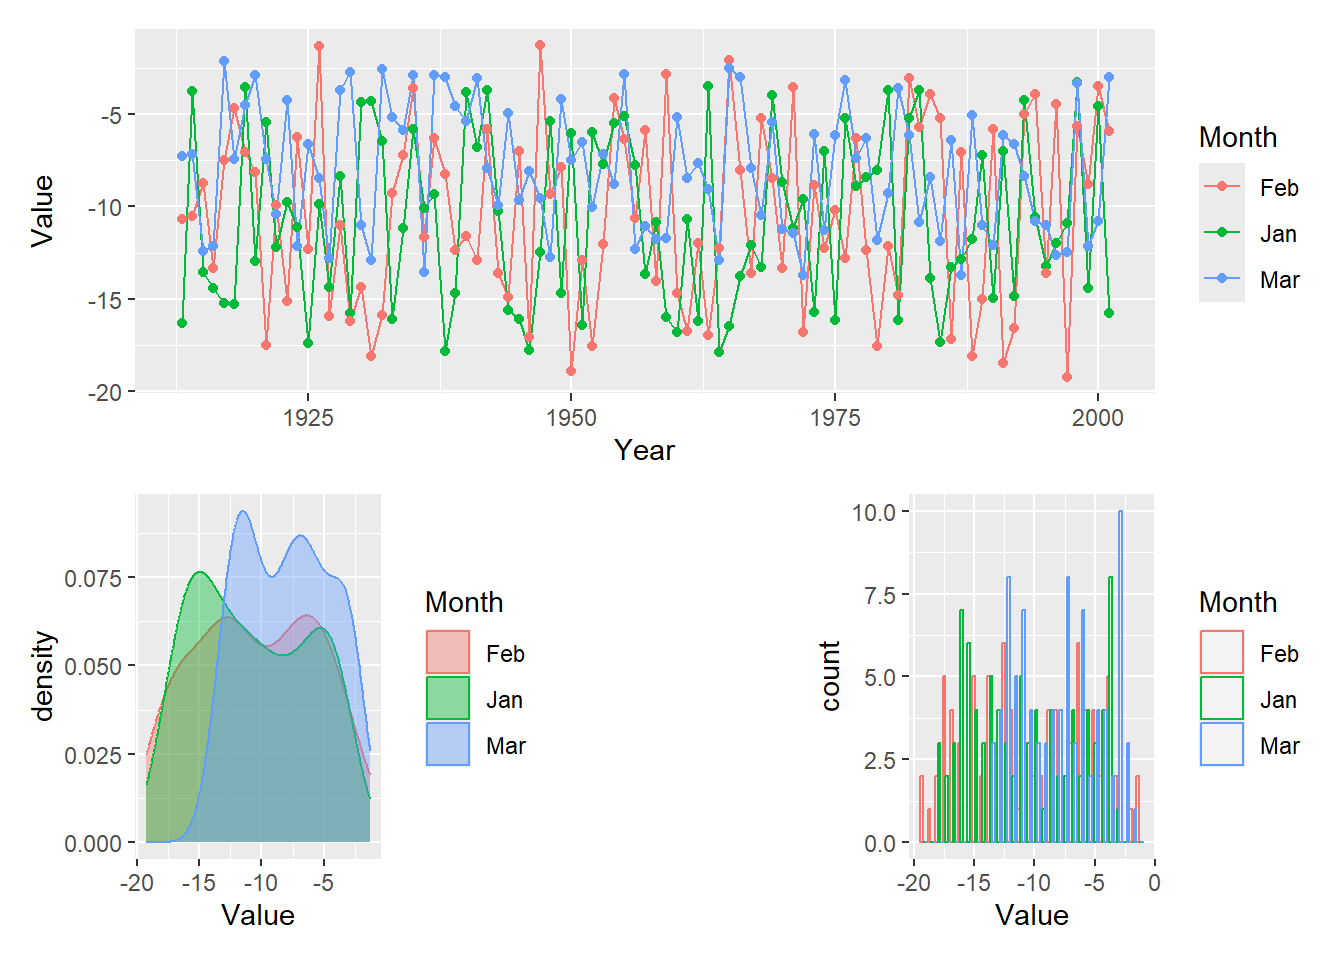 Value
-5
-10
-15
-20
1925 1950 1975 2000
Year
Month
Feb
Jan
Mar
density
0.075
0.050
0.025
0.000
-20 -15 -10 -5
Value
Month
Feb
Jan
Mar
count
10.0
7.5
5.0
2.5
0.0
-20 -15 -10 -5 0
Value
Month
Feb
Jan
Mar